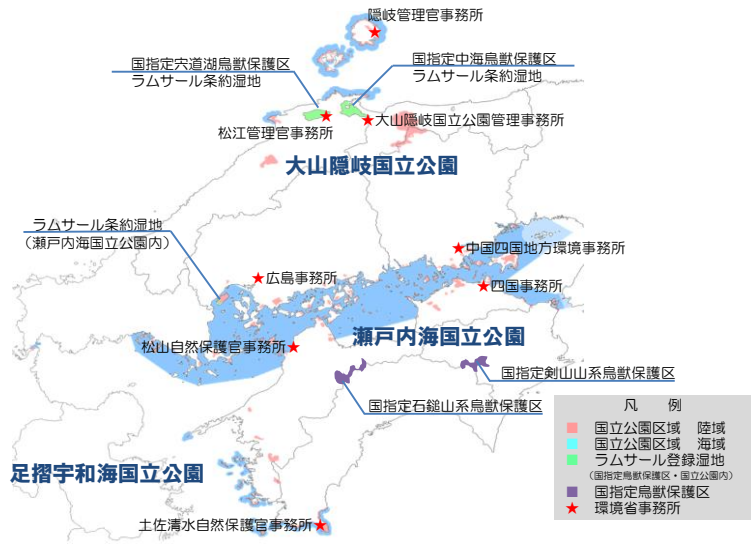 隠岐管理官事務所
国指定宍道湖鳥獣保護区
ラムサール条約湿地
国指定中海鳥獣保護区
ラムサール条約湿地
松江管理官事務所
大山隠岐国立公園管理事務所
大山隠岐国立公園
ラムサール条約湿地
(瀬戸内海国立公園内)
中国四国地方環境事務所
広島事務所
四国事務所
瀬戸内海国立公園
松山自然保護官事務所
国指定剣山山系鳥獣保護区
国指定石鎚山系鳥獣保護区
足摺宇和海国立公園
土佐清水自然保護官事務所
凡 例
国立公園区域 陸域
国立公園区域 海域
ラムサール登録湿地
(国指定鳥獣保護区・国立公園内)
国指定鳥獣保護区
環境省事務所